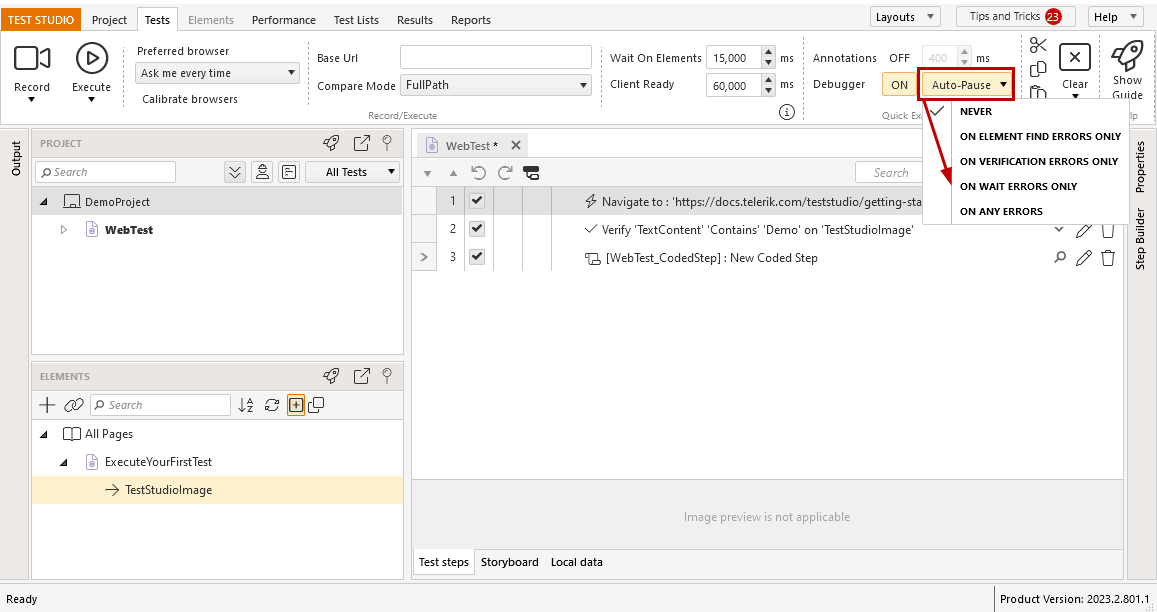 TEST STUDIO Project Tests Elements Performance Test Lists Results Reports Layouts Tips and Tricks 23 Help
Record
Execute
Preferred browser
Ask me every time
Calibrate browsers
Base Url
Compare Mode FullPath
Record/Execute
Wait On Elements 15,000 ms
Client Ready 60,000 ms
Annotations OFF 400 ms
Debugger ON Auto-Pause
Quick Ex
Clear
Show
Guide
lp
NEVER
ON ELEMENT FIND ERRORS ONLY
ON VERIFICATION ERRORS ONLY
ON WAIT ERRORS ONLY
ON ANY ERRORS
Output
PROJECT
Search All Tests
DemoProject
WebTest
ELEMENTS
Search
All Pages
ExecuteYourFirstTest
TestStudioImage
WebTest *
Search
1 Navigate to : 'https://docs.telerik.com/teststudio/getting-sta
2 Verify 'TextContent' 'Contains' 'Demo' on 'TestStudioImage'
3 [WebTest_CodedStep] : New Coded Step
Image preview is not applicable
Test steps Storyboard Local data
Properties
Step Builder
Ready
Product Version: 2023.2.801.1